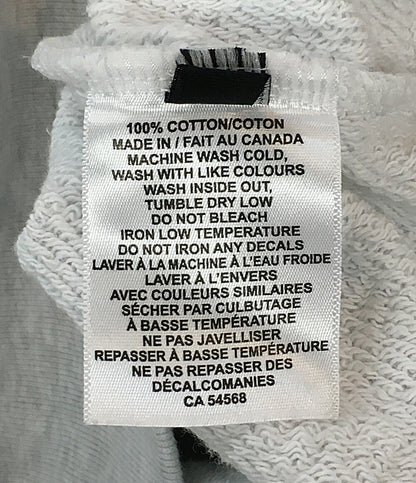 100% COTTON/COTON
MADE IN / FAIT AU CANADA
MACHINE WASH COLD,
WASH WITH LIKE COLOURS
WASH INSIDE OUT,
TUMBLE DRY LOW
DO NOT BLEACH
IRON LOW TEMPERATURE
DO NOT IRON ANY DECALS
LAVER À LA MACHINE À L'EAU FROIDE
LAVER À L'ENVERS
AVEC COULEURS SIMILAIRES
SÉCHER PAR CULBUTAGE
À BASSE TEMPÉRATURE
NE PAS JAVELLISER
REPASSER À BASSE TEMPÉRATURE
NE PAS REPASSER DES
DÉCALCOMANIES
CA 54568